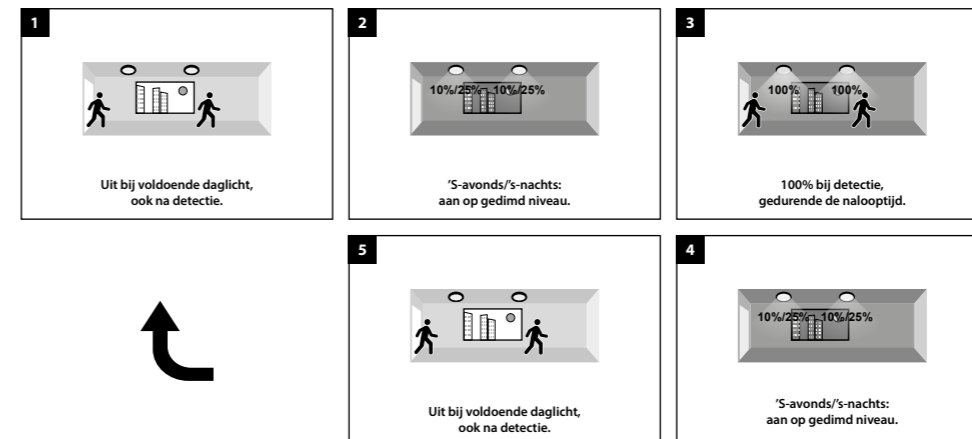 1
10%/25% 10%/25%
Uit bij voldoende daglicht,
ook na detectie.
2
'S-avonds/'s-nachts:
aan op gedimd niveau.
3
100% 100%
100% bij detectie,
gedurende de nalooptijd.
5
Uit bij voldoende daglicht,
ook na detectie.
4
10%/25% 10%/25%
'S-avonds/'s-nachts:
aan op gedimd niveau.